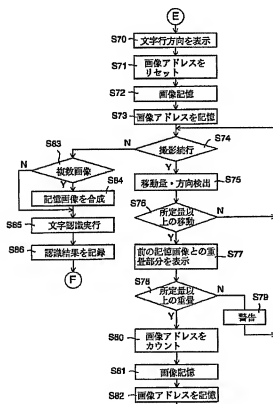 E
S70 文字行方向を表示
S71 画像アドレスを
リセット
S72 画像記憶
S73 画像アドレスを記憶
S74
撮影続行 N
Y
S75 移動量・方向検出
S76
所定量以
上の移動 N
Y
S77 前の記憶画像との重
畳部分を表示
S78
所定量以
上の重畳 N
Y
S79 警告
S80 画像アドレスを
カウント
S81 画像記憶
S82 画像アドレスを記憶
S83
複数画像 N
Y
S84 記憶画像を合成
S85 文字認識実行
S86 認識結果を記録
F